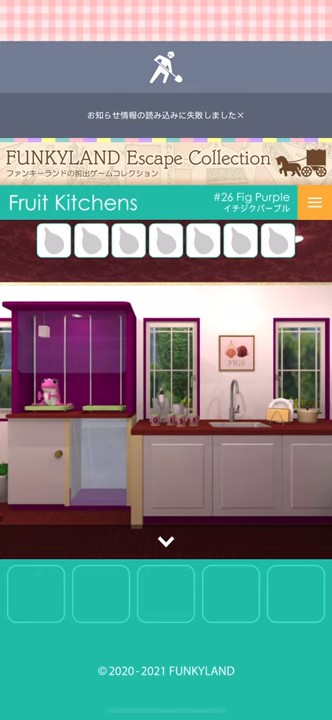 お知らせ情報の読み込みに失敗しました×
FUNKYLAND Escape Collection
ファンキーランドの脱出ゲームコレクション
Fruit Kitchens
#26 Fig Purple
イチジクパープル
FIGS
© 2020 - 2021 FUNKYLAND